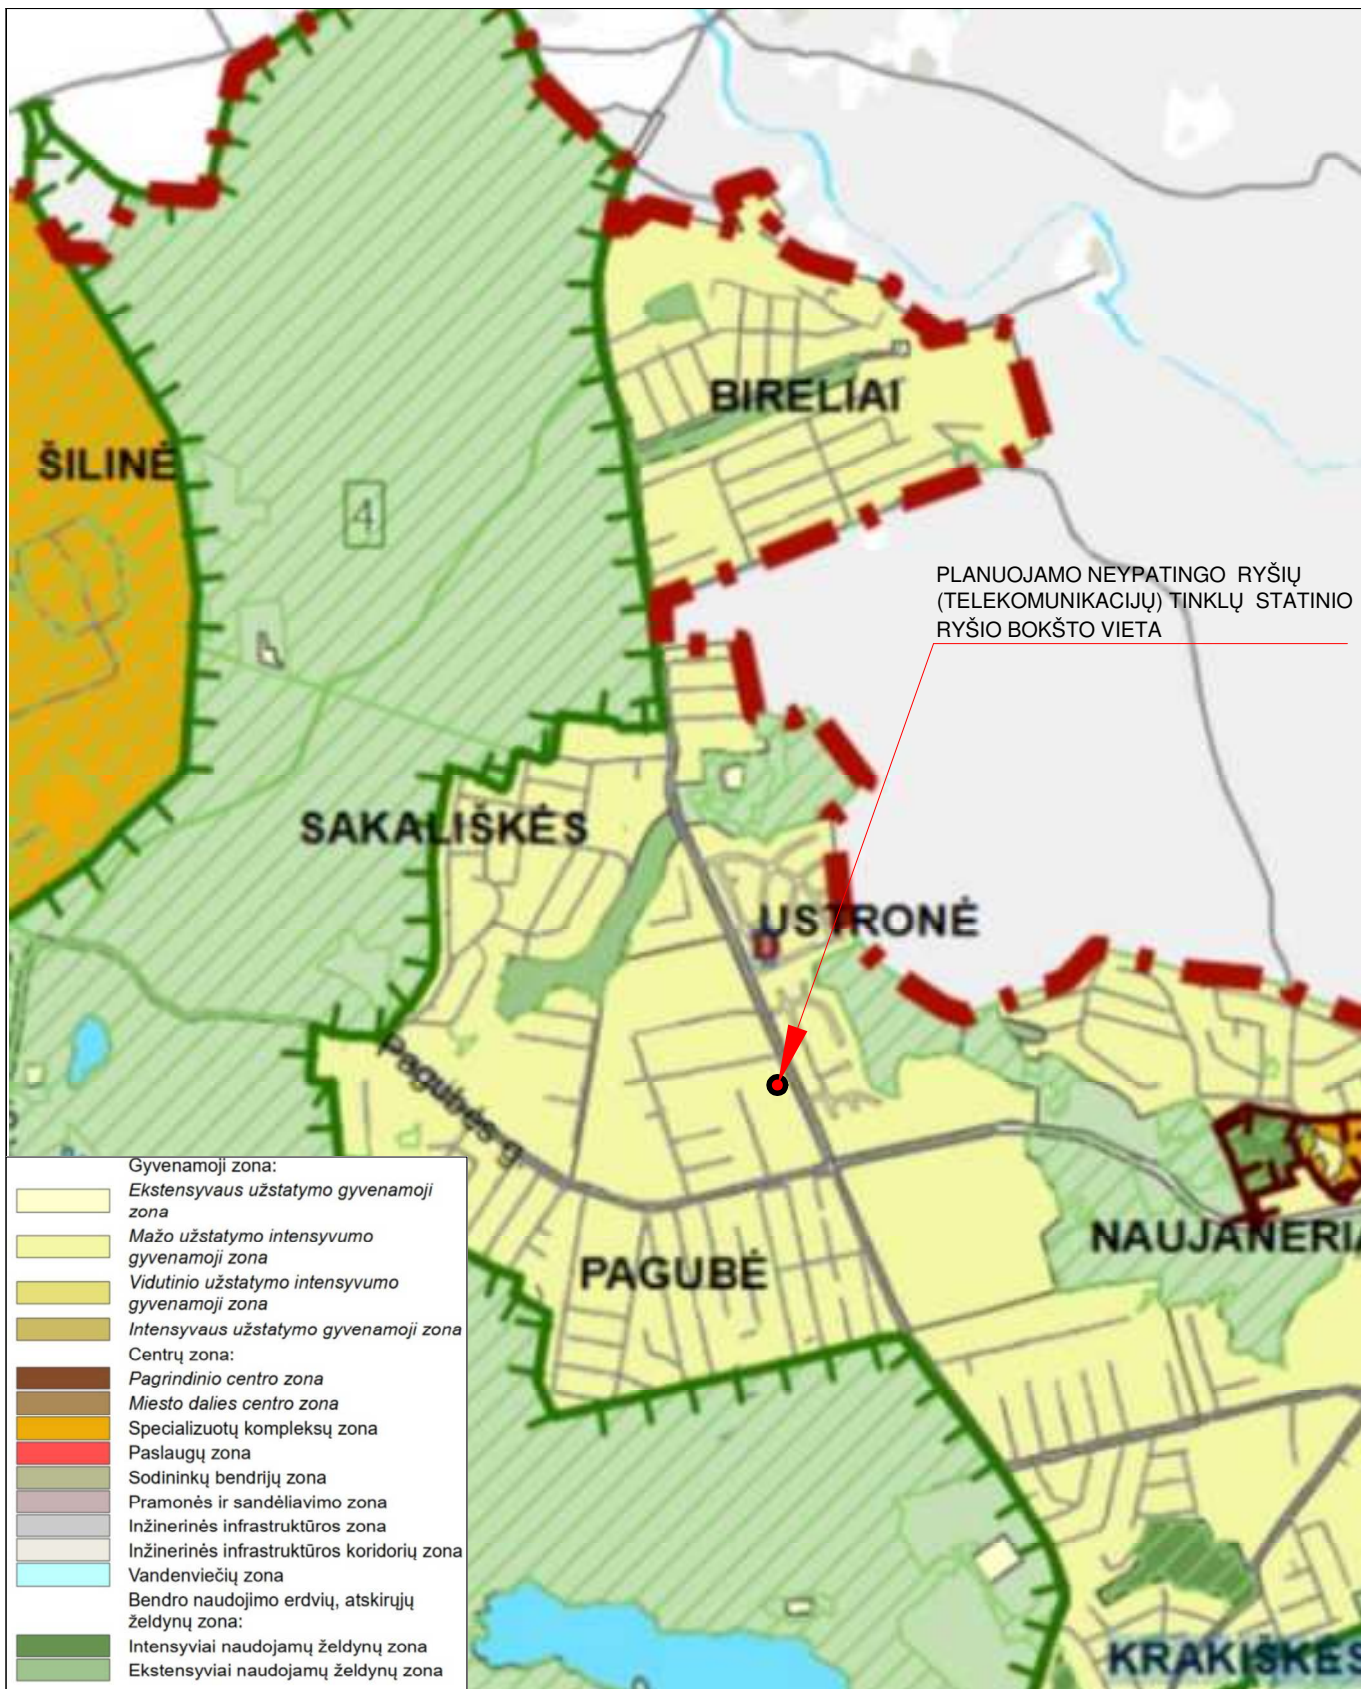 BIRELIAI
ŠILINĖ
4
PLANUOJAMO NEYPATINGO RYŠIŲ
(TELEKOMUNIKACIJŲ) TINKLŲ STATINIO
RYŠIO BOKŠTO VIETA
SAKALIŠKĖS
USTRONĖ
Pagubės g.
NAUJANERIA
PAGUBĖ
KRAKIŠKĖS
Gyvenamoji zona:
Ekstensyvaus užstatymo gyvenamoji
zona
Mažo užstatymo intensyvumo
gyvenamoji zona
Vidutinio užstatymo intensyvumo
gyvenamoji zona
Intensyvaus užstatymo gyvenamoji zona
Centrų zona:
Pagrindinio centro zona
Miesto dalies centro zona
Specializuotų kompleksų zona
Paslaugų zona
Sodininkų bendrijų zona
Pramonės ir sandėliavimo zona
Inžinerinės infrastruktūros zona
Inžinerinės infrastruktūros koridorių zona
Vandenviečių zona
Bendro naudojimo erdvių, atskirųjų
želdynų zona:
Intensyviai naudojamų želdynų zona
Ekstensyviai naudojamų želdynų zona